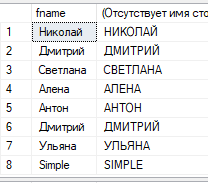 fname (Отсутствует имя сто
1 Николай НИКОЛАЙ
2 Дмитрий ДМИТРИЙ
3 Светлана СВЕТЛАНА
4 Алена АЛЕНА
5 Антон АНТОН
6 Дмитрий ДМИТРИЙ
7 Ульяна УЛЬЯНА
8 Simple SIMPLE